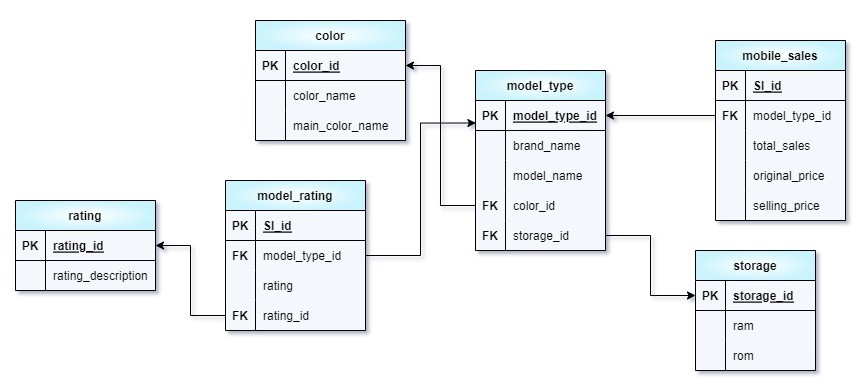 color
PK color_id
color_name
main_color_name
model_type
PK model_type_id
brand_name
model_name
FK color_id
FK storage_id
mobile_sales
PK Sl_id
FK model_type_id
total_sales
original_price
selling_price
rating
PK rating_id
rating_description
model_rating
PK Sl_id
FK model_type_id
rating
FK rating_id
storage
PK storage_id
ram
rom